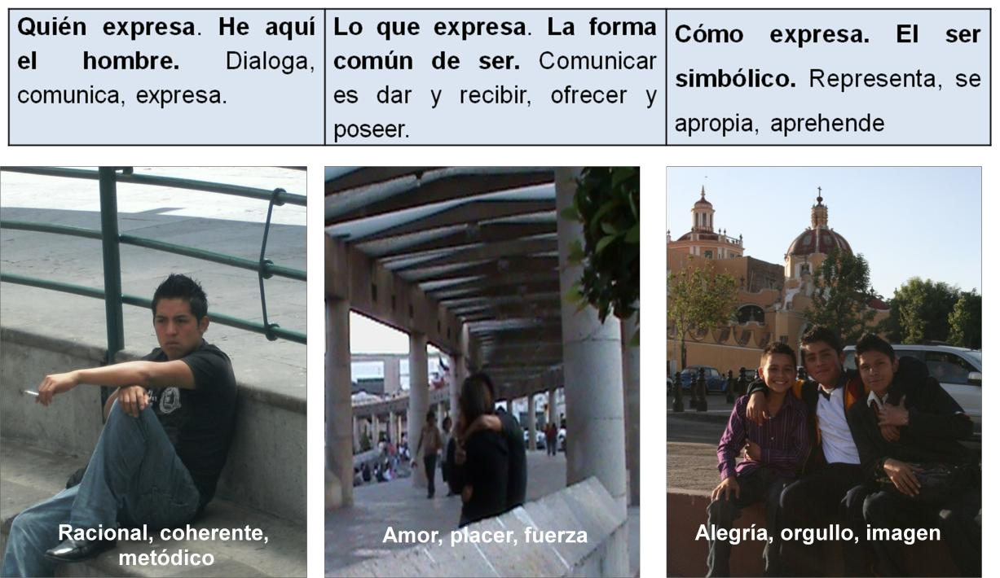 Quién expresa. He aquí
el hombre. Dialoga,
comunica, expresa.
Lo que expresa. La forma
común de ser. Comunicar
es dar y recibir, ofrecer y
poseer.
Cómo expresa. El ser
simbólico. Representa, se
apropia, aprehende
Racional, coherente,
metódico
Amor, placer, fuerza
Alegría, orgullo, imagen